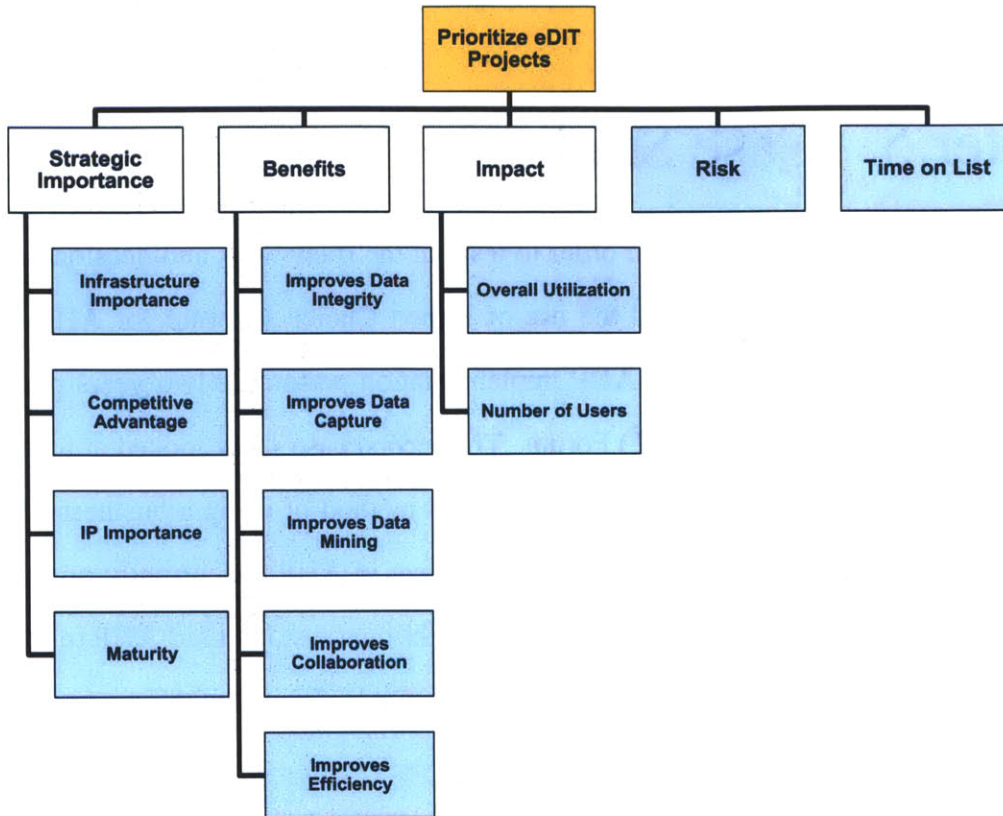 Prioritize eDIT
Projects
Strategic
Importance
Benefits
Impact
Risk
Time on List
Infrastructure
Importance
Competitive
Advantage
IP Importance
Maturity
Improves Data
Integrity
Improves Data
Capture
Improves Data
Mining
Improves
Collaboration
Improves
Efficiency
Overall Utilization
Number of Users